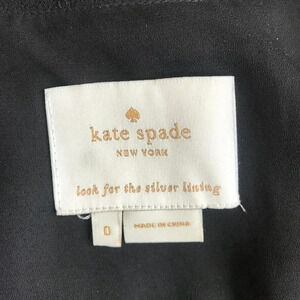 kate spade
NEW YORK
look for the silver lining
0
MADE IN CHINA